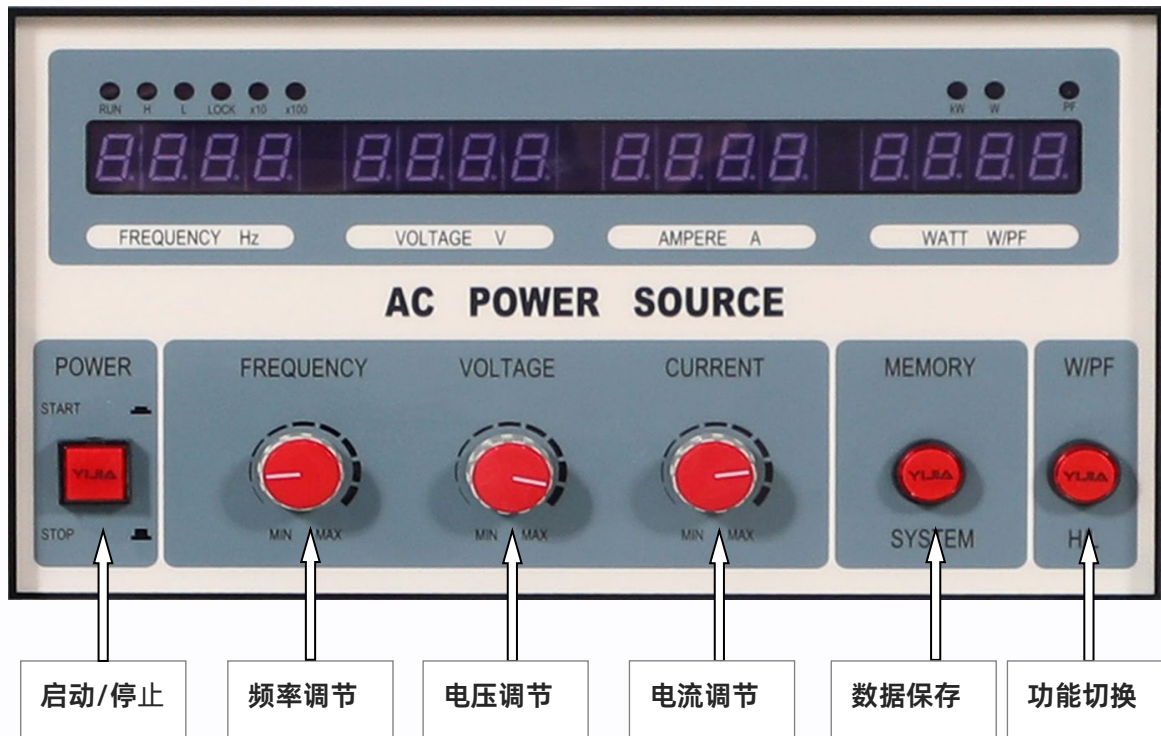 RUN H L LOCK x10 x100 kW W PF
FREQUENCY Hz VOLTAGE V AMPERE A WATT W/PF
AC POWER SOURCE
POWER FREQUENCY VOLTAGE CURRENT MEMORY W/PF
START
YIJIA YIJIA YIJIA
STOP MIN MAX MIN MAX MIN MAX SYSTEM H/L
启动/停止 频率调节 电压调节 电流调节 数据保存 功能切换